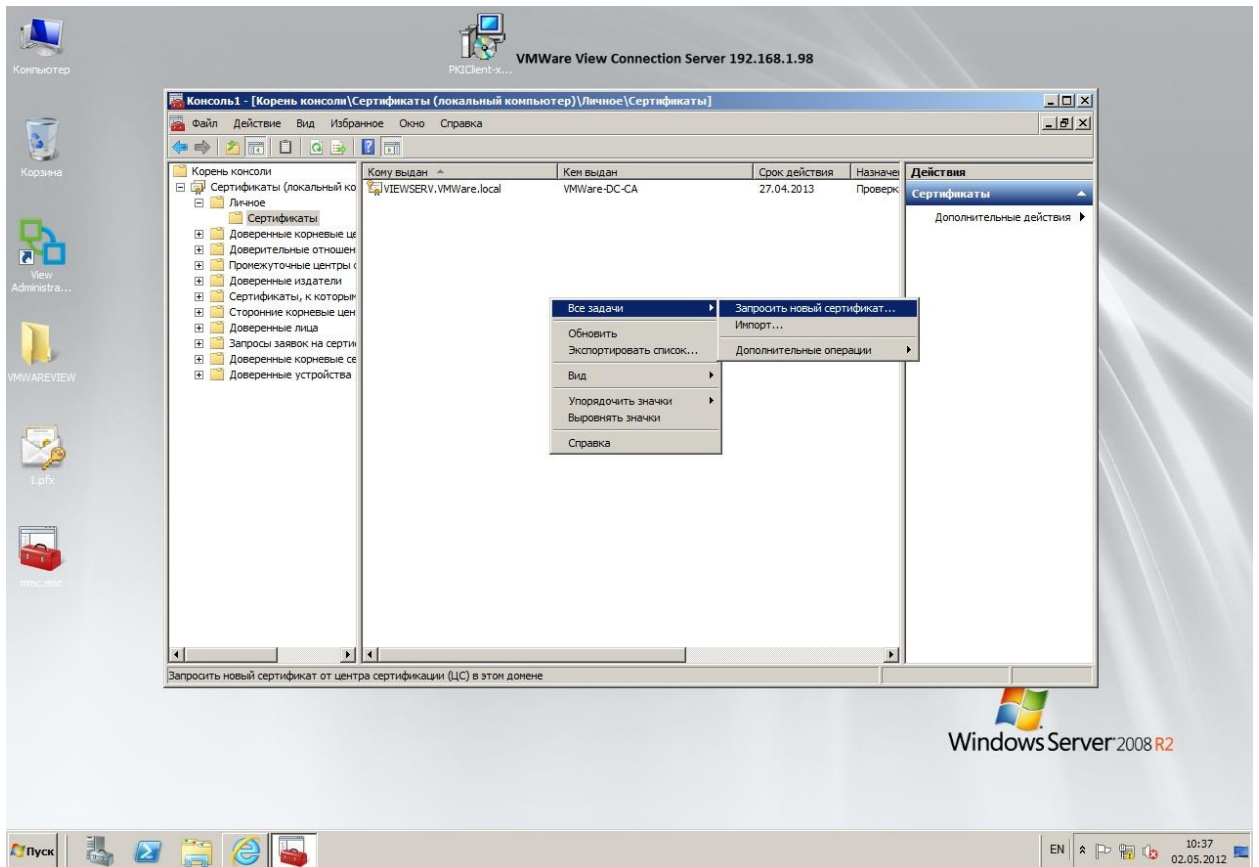 Компьютер
PKIClient-x...
VMWare View Connection Server 192.168.1.98
Корзина
View
Administra...
VMWAREVIEW
1.pfx
mmc.msc
Консоль1 - [Корень консоли\Сертификаты (локальный компьютер)\Личное\Сертификаты]
Файл Действие Вид Избранное Окно Справка
Корень консоли
Сертификаты (локальный ко
Личное
Сертификаты
Доверенные корневые це
Доверительные отношен
Промежуточные центры с
Доверенные издатели
Сертификаты, к которым
Сторонние корневые цен
Доверенные лица
Запросы заявок на серти
Доверенные корневые се
Доверенные устройства
Кому выдан Кем выдан Срок действия Назначе
VIEWSERV.VMWare.local VMWare-DC-CA 27.04.2013 Проверк
Все задачи
Обновить
Экспортировать список...
Вид
Упорядочить значки
Выровнять значки
Справка
Запросить новый сертификат...
Импорт...
Дополнительные операции
Действия
Сертификаты
Дополнительные действия
Запросить новый сертификат от центра сертификации (ЦС) в этом домене
Windows Server 2008 R2
Пуск
EN
10:37
02.05.2012